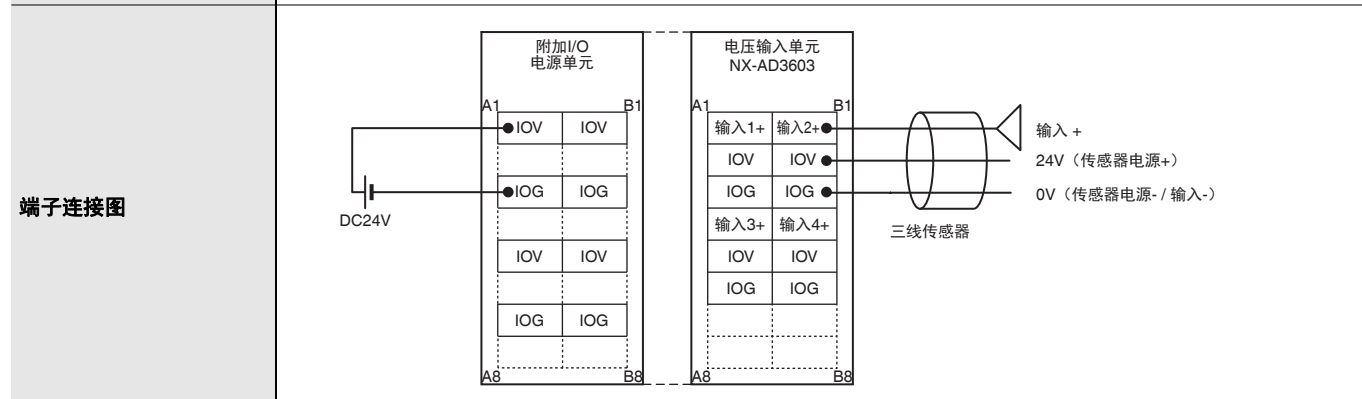 端子连接图
附加I/O
电源单元
A1 B1
IOV IOV
IOG IOG
IOV IOV
IOG IOG
A8 B8
DC24V
电压输入单元
NX-AD3603
A1 B1
输入1+ 输入2+
IOV IOV
IOG IOG
输入3+ 输入4+
IOV IOV
IOG IOG
A8 B8
输入 +
24V（传感器电源+）
0V（传感器电源- / 输入-）
三线传感器